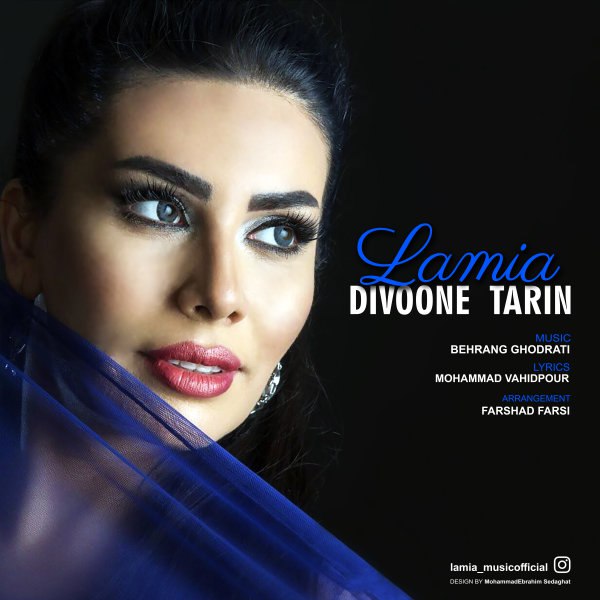 Lamia
DIVOONE TARIN
MUSIC
BEHRANG GHODRATI
LYRICS
MOHAMMAD VAHIDPOUR
ARRANGEMENT
FARSHAD FARSI
lamia_musicofficial
DESIGN BY MohammadEbrahim Sedaghat